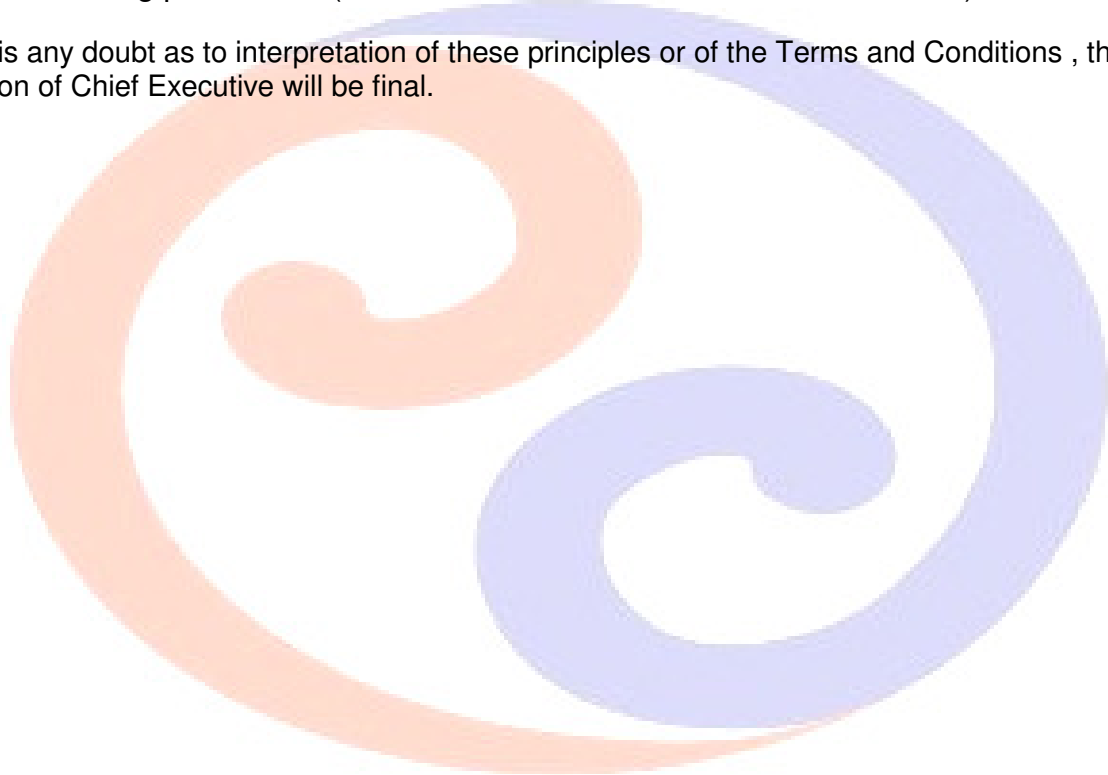 is any doubt as to interpretation of these principles or of the Terms and Conditions , th
on of Chief Executive will be final.